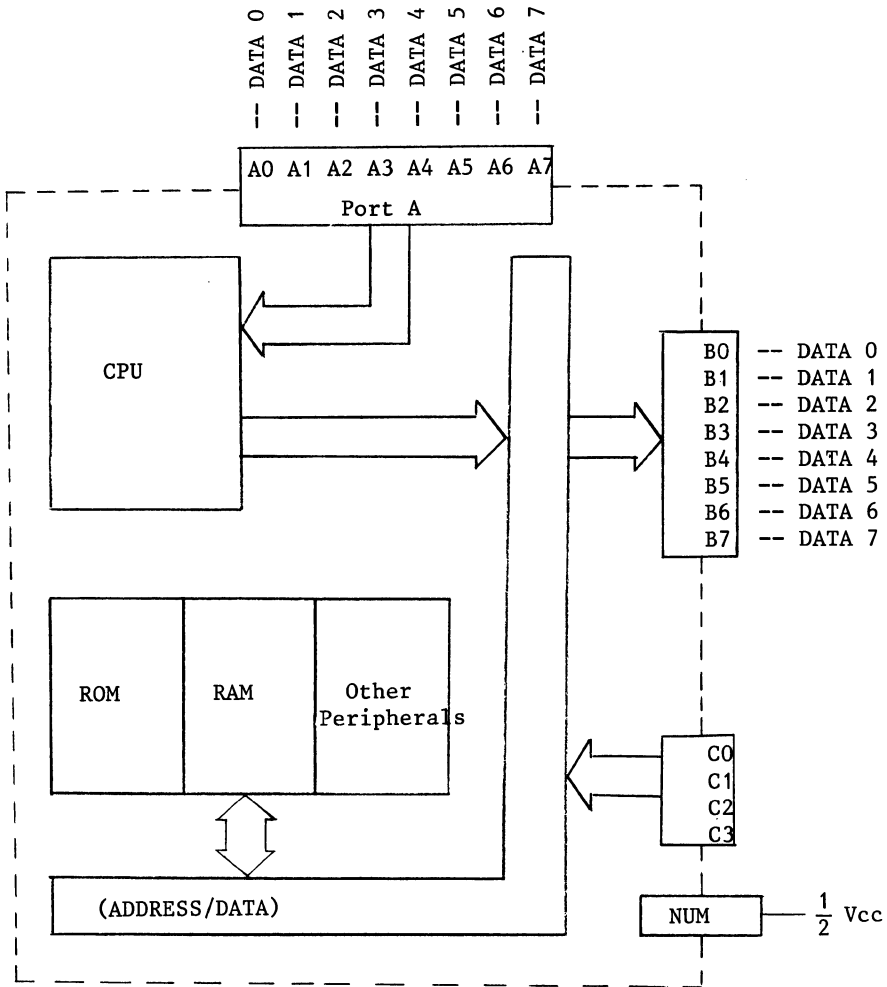 -- DATA 0
-- DATA 1
-- DATA 2
-- DATA 3
-- DATA 4
-- DATA 5
-- DATA 6
-- DATA 7
A0 A1 A2 A3 A4 A5 A6 A7
Port A
CPU
B0 -- DATA 0
B1 -- DATA 1
B2 -- DATA 2
B3 -- DATA 3
B4 -- DATA 4
B5 -- DATA 5
B6 -- DATA 6
B7 -- DATA 7
ROM
RAM
Other
Peripherals
C0
C1
C2
C3
(ADDRESS/DATA)
NUM
1/2 Vcc